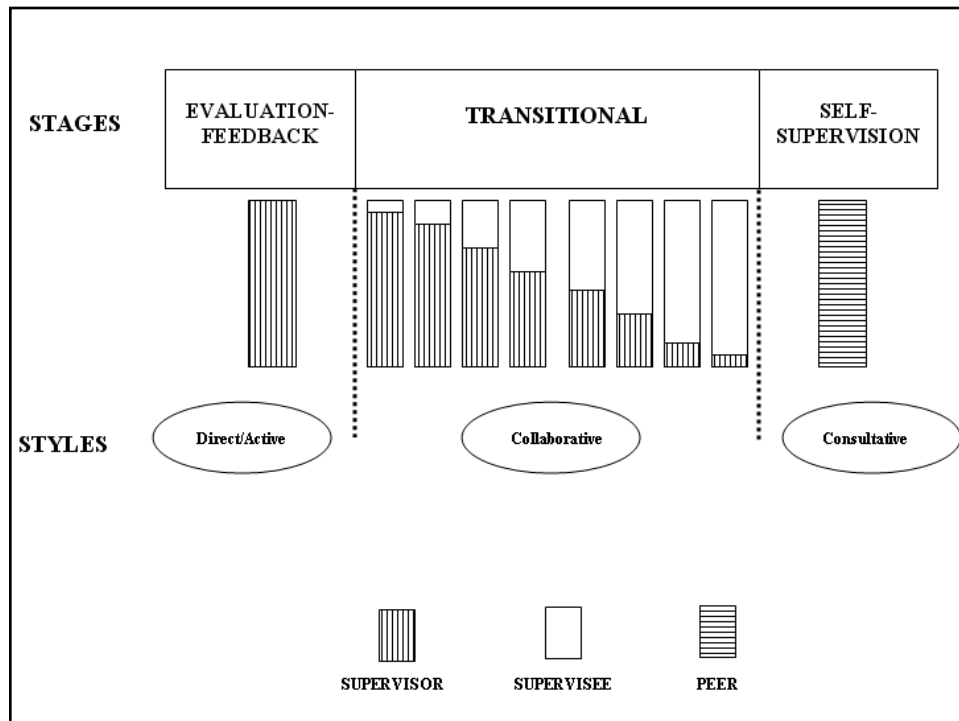 STAGES
EVALUATION-
FEEDBACK
TRANSITIONAL
SELF-
SUPERVISION
STYLES
Direct/Active
Collaborative
Consultative
SUPERVISOR
SUPERVISEE
PEER